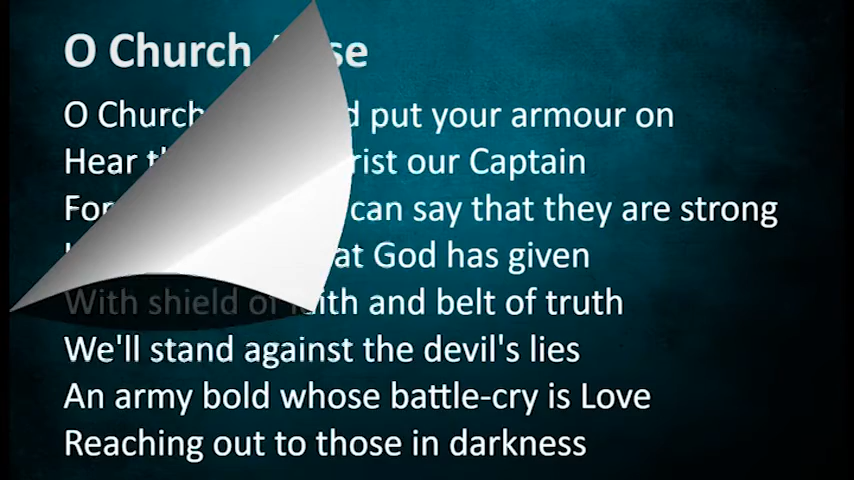 O Church
O Church put your armour on
Hear our Captain
For can say that they are strong
God has given
With shield of faith and belt of truth
We'll stand against the devil's lies
An army bold whose battle-cry is Love
Reaching out to those in darkness